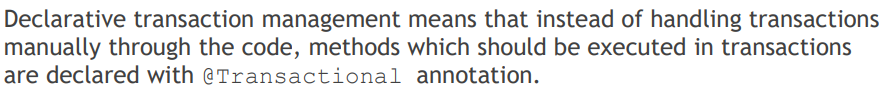 Declarative transaction management means that instead of handling transactions
manually through the code, methods which should be executed in transactions
are declared with @Transactional annotation.